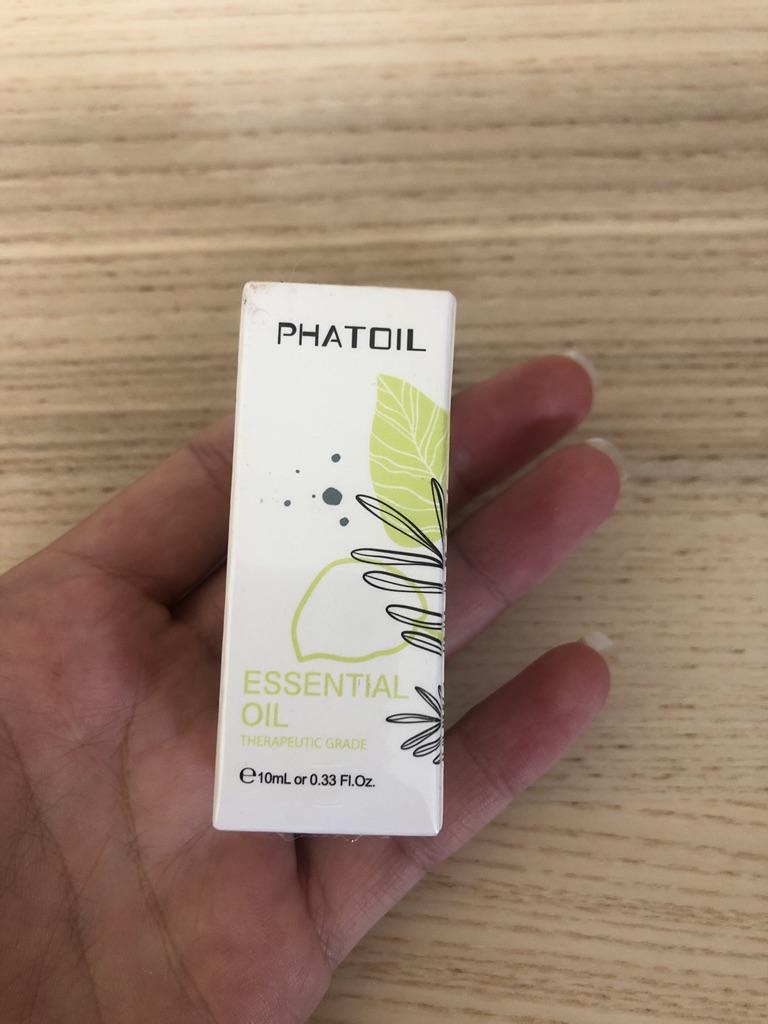 PHATOIL
ESSENTIAL
OIL
THERAPEUTIC GRADE
℮10mL or 0.33 Fl.Oz.